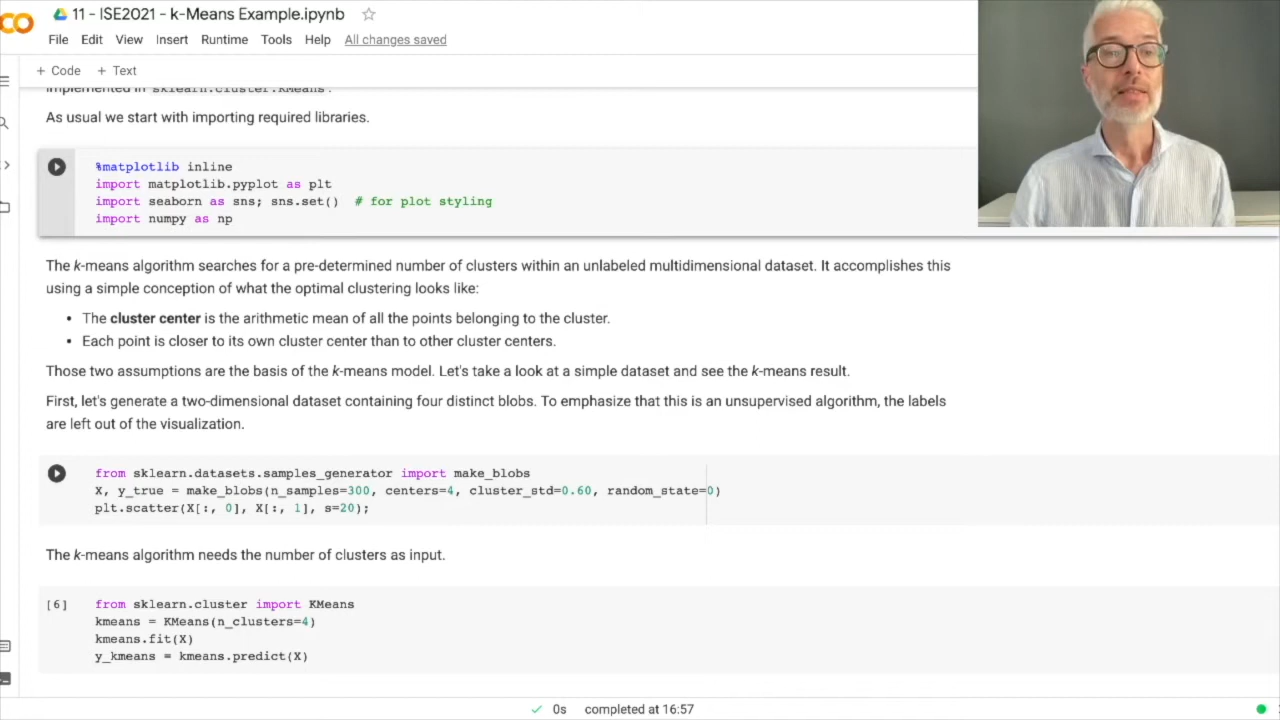 11 - ISE2021 - k-Means Example.ipynb
File Edit View Insert Runtime Tools Help All changes saved
+ Code + Text
implemented in sklearn.cluster.KMeans.
As usual we start with importing required libraries.
%matplotlib inline
import matplotlib.pyplot as plt
import seaborn as sns; sns.set() # for plot styling
import numpy as np
The k-means algorithm searches for a pre-determined number of clusters within an unlabeled multidimensional dataset. It accomplishes this
using a simple conception of what the optimal clustering looks like:
• The cluster center is the arithmetic mean of all the points belonging to the cluster.
• Each point is closer to its own cluster center than to other cluster centers.
Those two assumptions are the basis of the k-means model. Let's take a look at a simple dataset and see the k-means result.
First, let's generate a two-dimensional dataset containing four distinct blobs. To emphasize that this is an unsupervised algorithm, the labels
are left out of the visualization.
from sklearn.datasets.samples_generator import make_blobs
X, y_true = make_blobs(n_samples=300, centers=4, cluster_std=0.60, random_state=0)
plt.scatter(X[:, 0], X[:, 1], s=20);
The k-means algorithm needs the number of clusters as input.
[6] from sklearn.cluster import KMeans
kmeans = KMeans(n_clusters=4)
kmeans.fit(X)
y_kmeans = kmeans.predict(X)
0s completed at 16:57